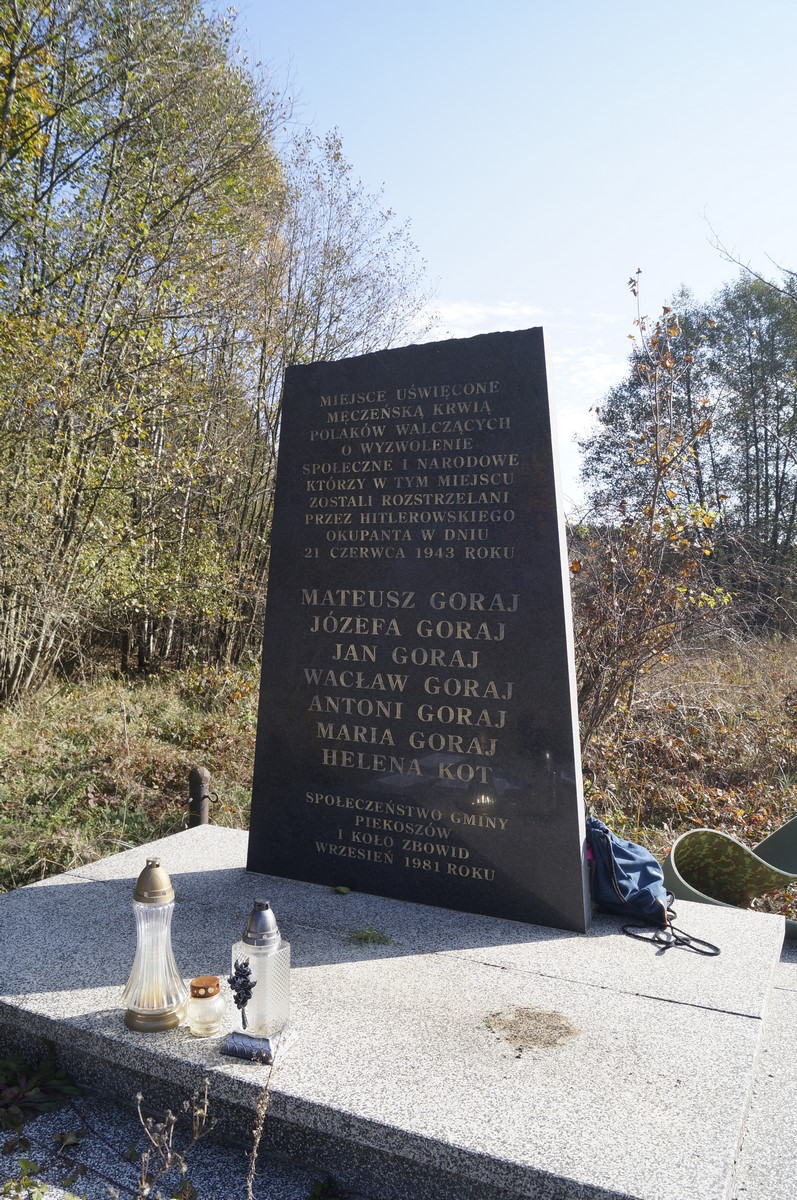 MIEJSCE UŚWIĘCONE
MĘCZEŃSKĄ KRWIĄ
POLAKÓW WALCZĄCYCH
O WYZWOLENIE
SPOŁECZNE I NARODOWE
KTÓRZY W TYM MIEJSCU
ZOSTALI ROZSTRZELANI
PRZEZ HITLEROWSKIEGO
OKUPANTA W DNIU
21 CZERWCA 1943 ROKU
MATEUSZ GORAJ
JÓZEFA GORAJ
JAN GORAJ
WACŁAW GORAJ
ANTONI GORAJ
MARIA GORAJ
HELENA KOT
SPOŁECZEŃSTWO GMINY
PIEKOSZÓW
I KOŁO ZBOWID
WRZESIEŃ 1981 ROKU